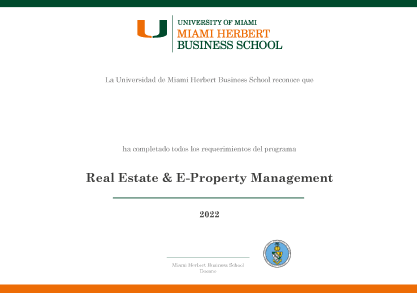 UNIVERSITY OF MIAMI
MIAMI HERBERT
BUSINESS SCHOOL
La Universidad de Miami Herbert Business School reconoce que
ha completado todos los requerimientos del programa
Real Estate & E-Property Management
2022
Miami Herbert Business School